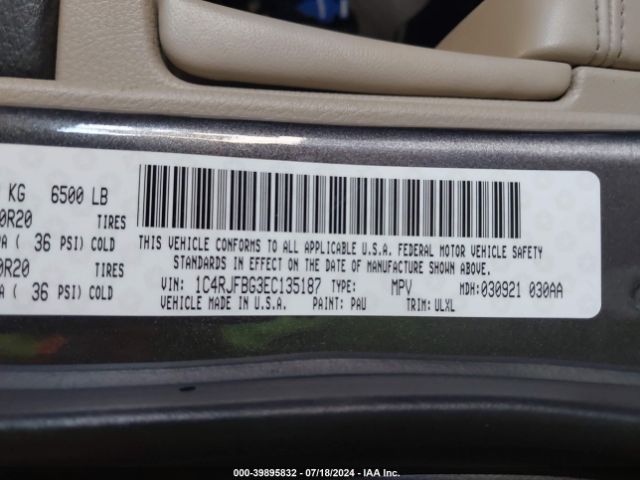 KG 6500 LB
0R20 TIRES
PA ( 36 PSI) COLD
0R20 TIRES
A ( 36 PSI) COLD
THIS VEHICLE CONFORMS TO ALL APPLICABLE U.S.A. FEDERAL MOTOR VEHICLE SAFETY
STANDARDS IN EFFECT ON THE DATE OF MANUFACTURE SHOWN ABOVE.
VIN: 1C4RJFBG3EC135187 TYPE: MPV MDH: 030921 030AA
VEHICLE MADE IN U.S.A. PAINT: PAU TRIM: ULXL
000-39895832 - 07/18/2024 - IAA Inc.